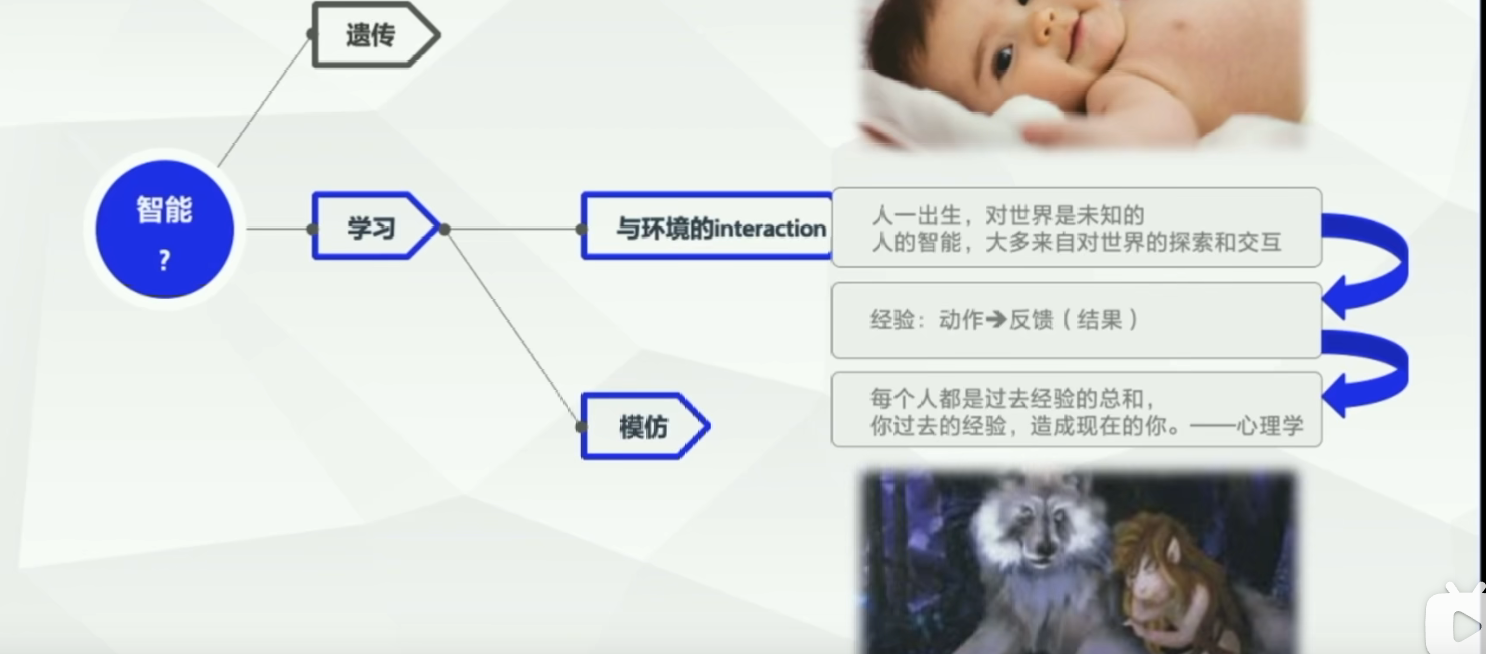 遗传
智能
?
学习
与环境的interaction
人一出生，对世界是未知的
人的智能，大多来自对世界的探索和交互
经验：动作➔反馈（结果）
模仿
每个人都是过去经验的总和，
你过去的经验，造成现在的你。——心理学